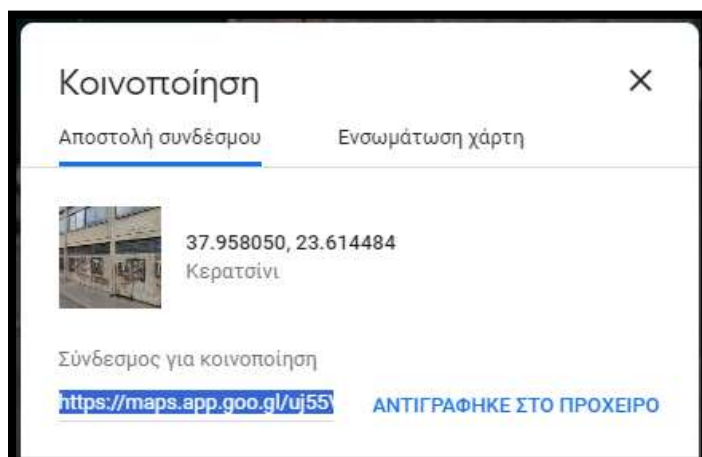 Κοινοποίηση
Αποστολή συνδέσμου Ενσωμάτωση χάρτη
37.958050, 23.614484
Κερατσίνι
Σύνδεσμος για κοινοποίηση
https://maps.app.goo.gl/uj55 ΑΝΤΙΓΡΑΦΗΚΕ ΣΤΟ ΠΡΟΧΕΙΡΟ